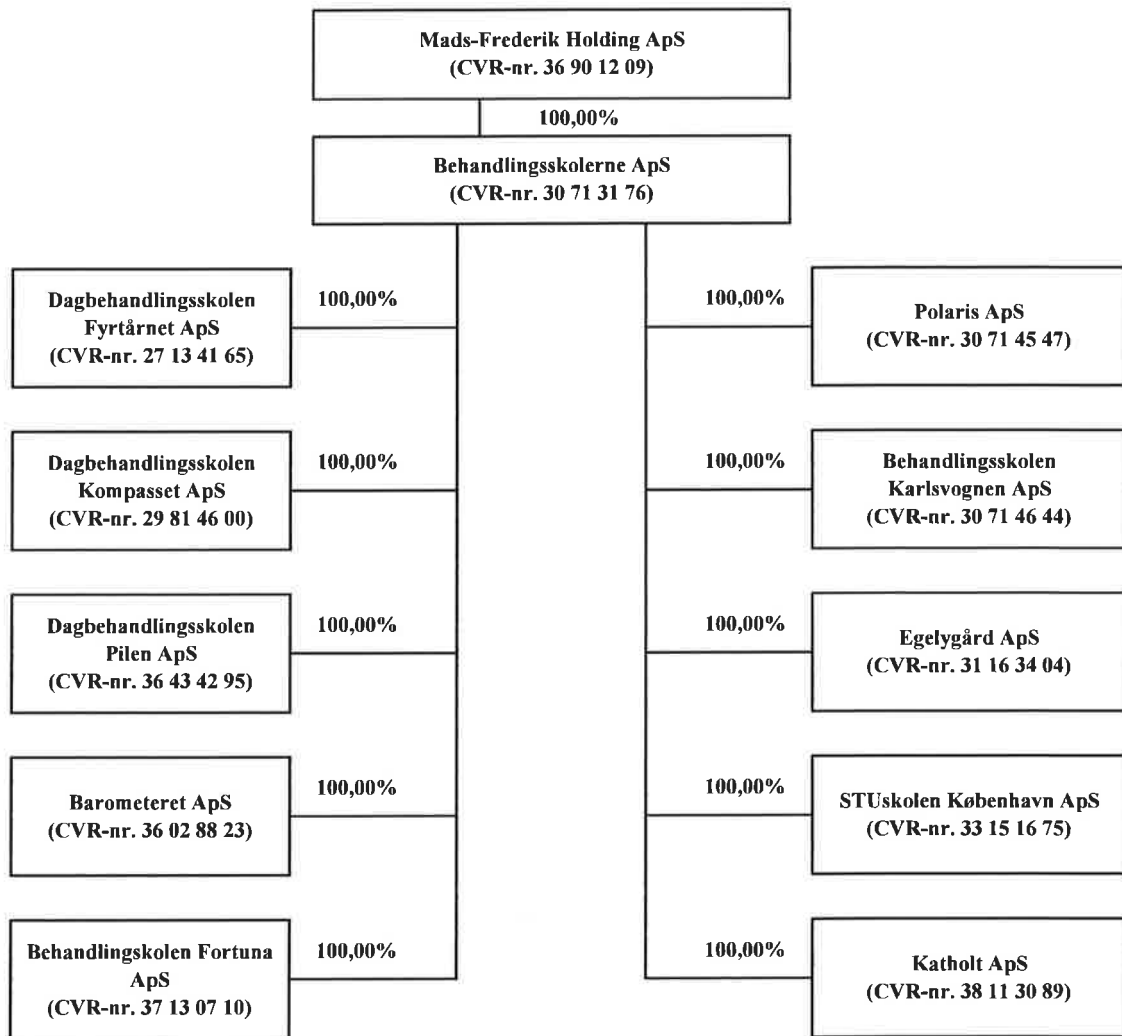 Mads-Frederik Holding ApS
(CVR-nr. 36 90 12 09)
100,00%
Behandlingsskolerne ApS
(CVR-nr. 30 71 31 76)
Dagbehandlingsskolen
Fyrtårnet ApS
(CVR-nr. 27 13 41 65)
100,00%
100,00%
Polaris ApS
(CVR-nr. 30 71 45 47)
Dagbehandlingsskolen
Kompasset ApS
(CVR-nr. 29 81 46 00)
100,00%
100,00%
Behandlingsskolen
Karlsvognen ApS
(CVR-nr. 30 71 46 44)
Dagbehandlingsskolen
Pilen ApS
(CVR-nr. 36 43 42 95)
100,00%
100,00%
Egelygård ApS
(CVR-nr. 31 16 34 04)
Barometeret ApS
(CVR-nr. 36 02 88 23)
100,00%
100,00%
STUskolen København ApS
(CVR-nr. 33 15 16 75)
Behandlingskolen Fortuna
ApS
(CVR-nr. 37 13 07 10)
100,00%
100,00%
Katholt ApS
(CVR-nr. 38 11 30 89)